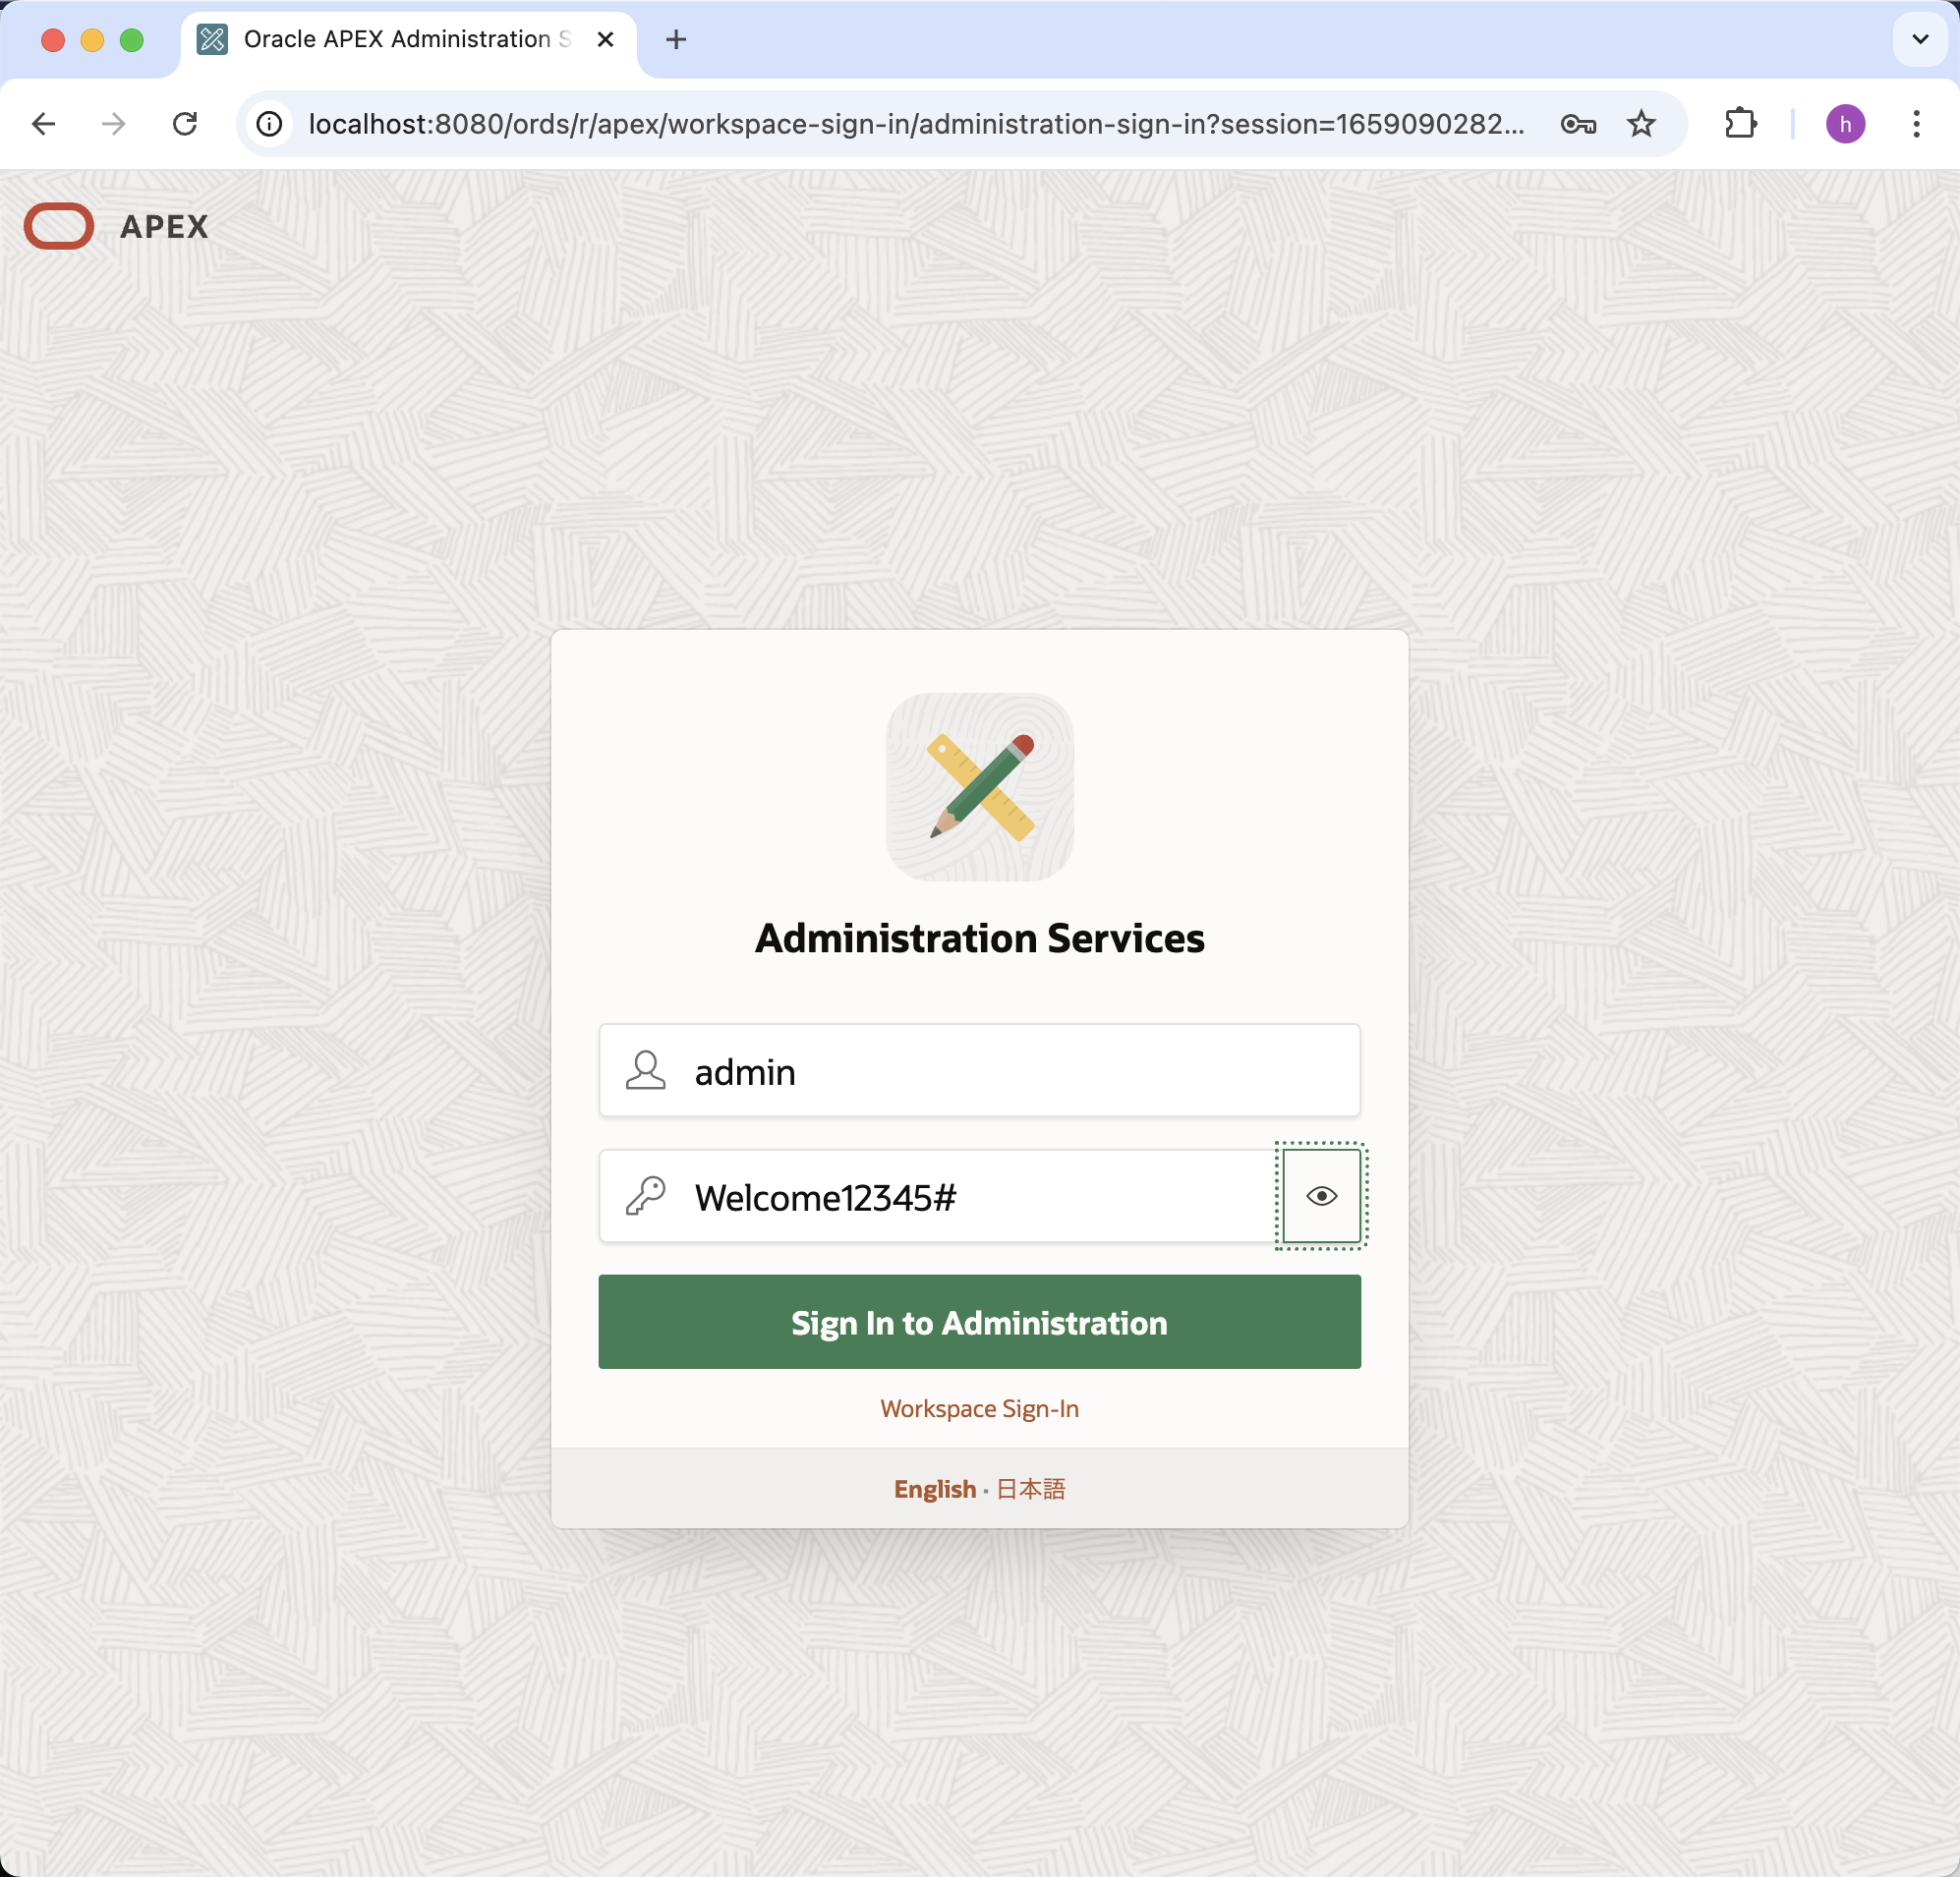 Oracle APEX Administration S
localhost:8080/ords/r/apex/workspace-sign-in/administration-sign-in?session=1659090282...
h
APEX
Administration Services
admin
Welcome12345#
Sign In to Administration
Workspace Sign-In
English · 日本語